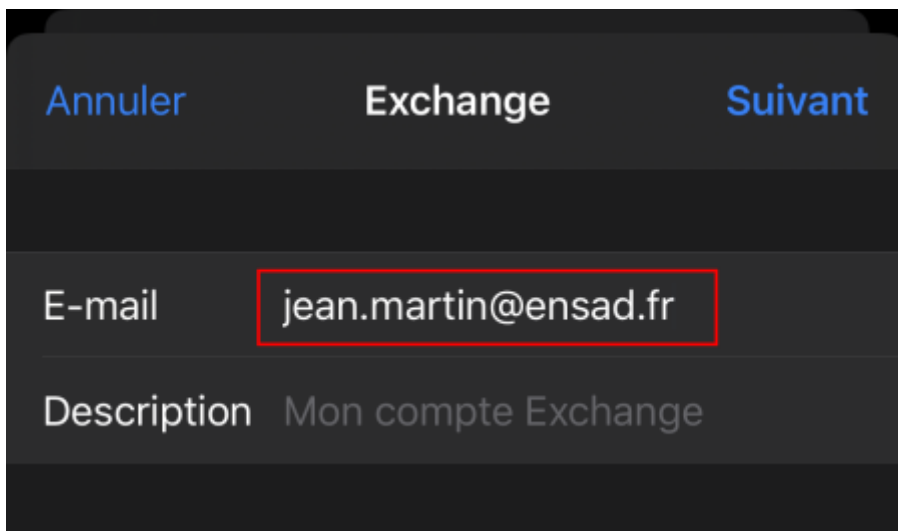 Annuler Exchange Suivant
E-mail jean.martin@ensad.fr
Description Mon compte Exchange